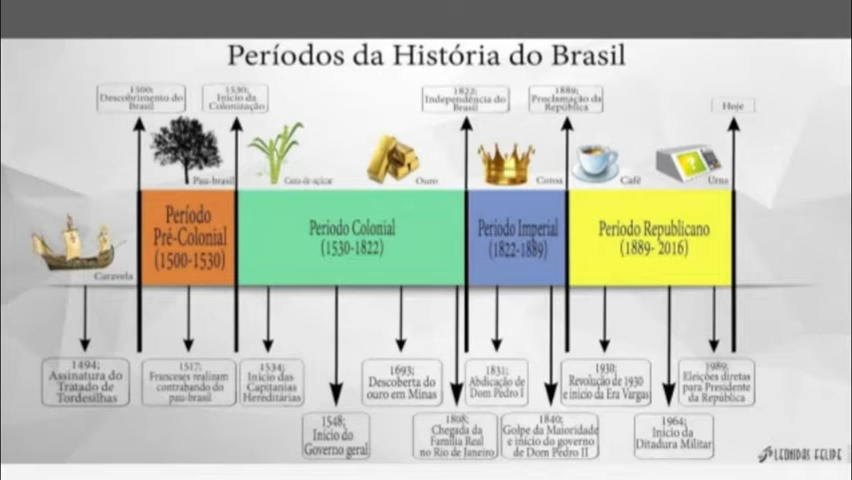 Períodos da História do Brasil
1500;
Descobrimento do
Brasil
1530;
Início da
Colonização
1822;
Independência do
Brasil
1889;
Proclamação da
República
Hoje
Pau-brasil
Cana-de-açúcar
Ouro
Coroa
Café
Urna
Caravela
Período
Pré-Colonial
(1500-1530)
Periodo Colonial
(1530-1822)
Período Imperial
(1822-1889)
Período Republicano
(1889- 2016)
1494;
Assinatura do
Tratado de
Tordesilhas
1517;
Franceses realizam
contrabando do
pau-brasil
1534;
Início das
Capitanias
Hereditárias
1548;
Início do
Governo geral
1693;
Descoberta do
ouro em Minas
1808;
Chegada da
Família Real
no Rio de Janeiro
1831;
Abdicação de
Dom Pedro I
1840;
Golpe da Maioridade
e início do governo
de Dom Pedro II
1930;
Revolução de 1930
e início da Era Vargas
1964;
Início da
Ditadura Militar
1989;
Eleições diretas
para Presidente
da República
LEONIDAS FELIPE